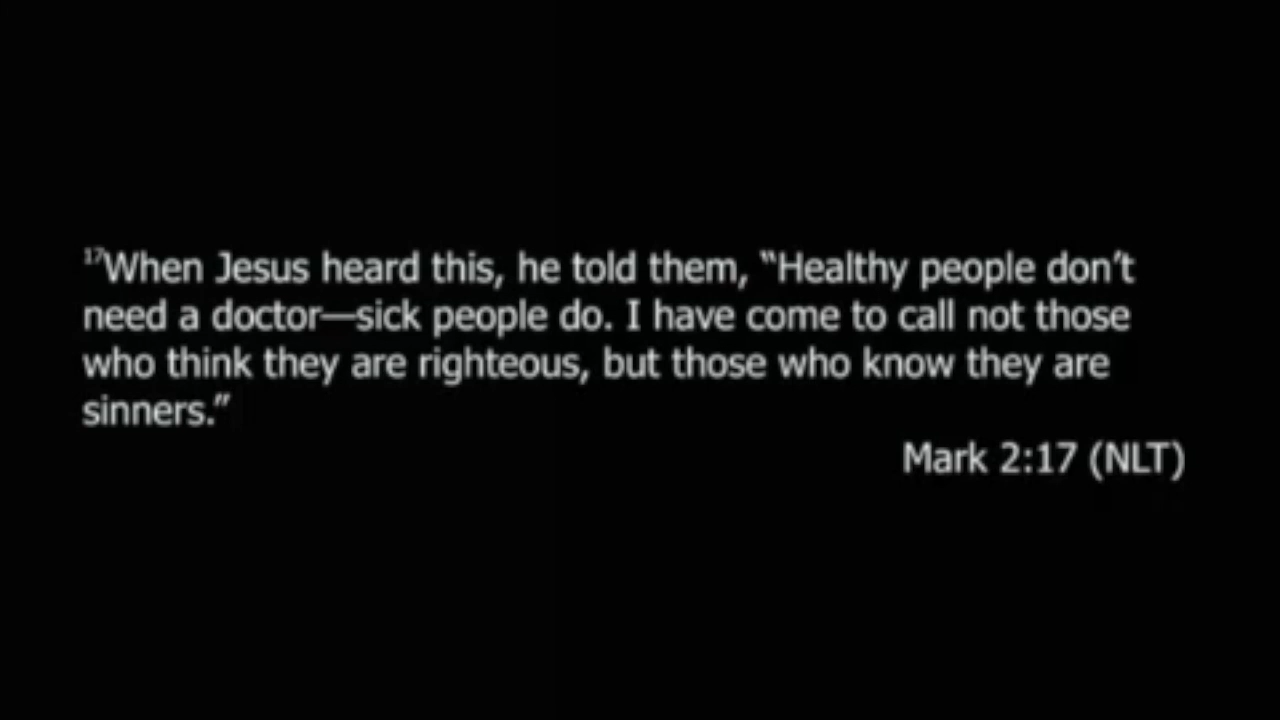 ¹⁷When Jesus heard this, he told them, “Healthy people don’t
need a doctor—sick people do. I have come to call not those
who think they are righteous, but those who know they are
sinners.”
Mark 2:17 (NLT)